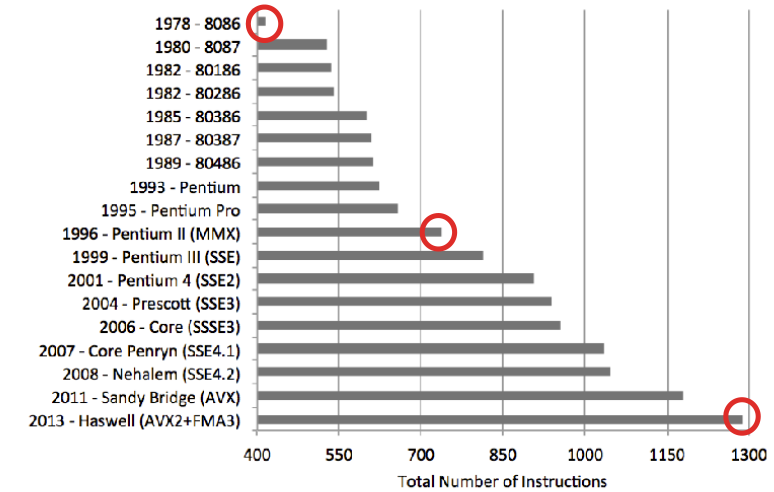 1978 - 8086
1980 - 8087
1982 - 80186
1982 - 80286
1985 - 80386
1987 - 80387
1989 - 80486
1993 - Pentium
1995 - Pentium Pro
1996 - Pentium II (MMX)
1999 - Pentium III (SSE)
2001 - Pentium 4 (SSE2)
2004 - Prescott (SSE3)
2006 - Core (SSSE3)
2007 - Core Penryn (SSE4.1)
2008 - Nehalem (SSE4.2)
2011 - Sandy Bridge (AVX)
2013 - Haswell (AVX2+FMA3)
400 550 700 850 1000 1150 1300
Total Number of Instructions